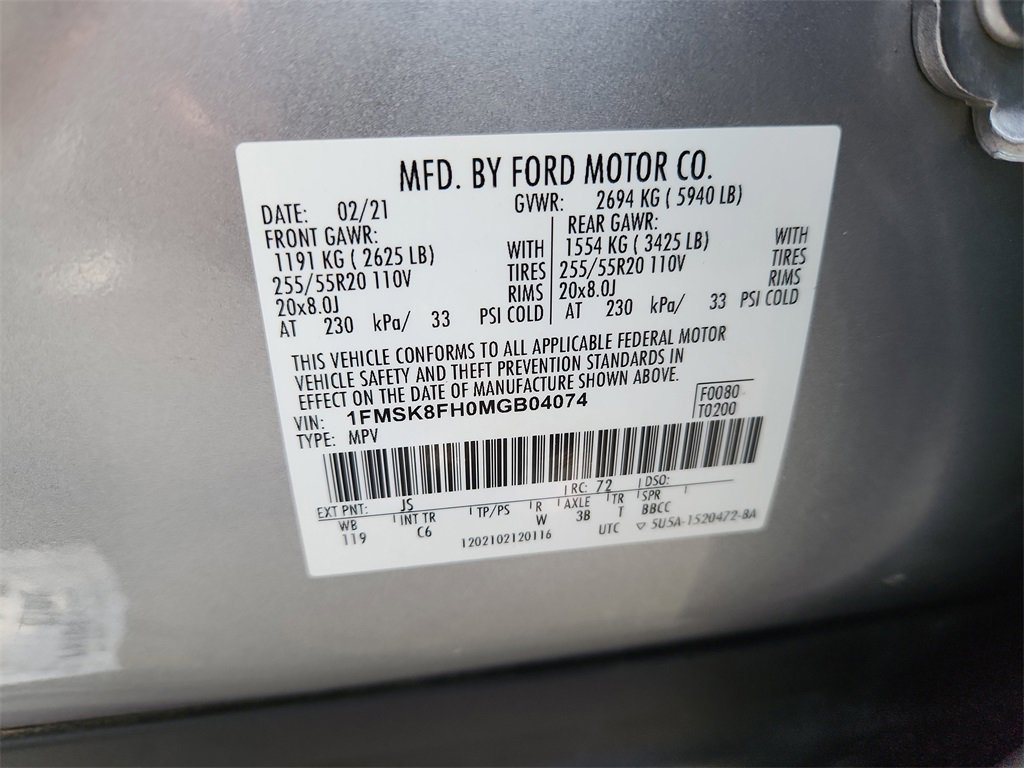 MFD. BY FORD MOTOR CO.
DATE: 02/21 GVWR: 2694 KG ( 5940 LB)
FRONT GAWR: REAR GAWR:
1191 KG ( 2625 LB) WITH 1554 KG ( 3425 LB) WITH
255/55R20 110V TIRES 255/55R20 110V TIRES
20x8.0J RIMS 20x8.0J RIMS
AT 230 kPa/ 33 PSI COLD AT 230 kPa/ 33 PSI COLD
THIS VEHICLE CONFORMS TO ALL APPLICABLE FEDERAL MOTOR
VEHICLE SAFETY AND THEFT PREVENTION STANDARDS IN
EFFECT ON THE DATE OF MANUFACTURE SHOWN ABOVE.
VIN: 1FMSK8FH0MGB04074 F0080
TYPE: MPV T0200
EXT PNT: JS RC: 72 DSO:
WB INT TR TP/PS R AXLE TR SPR
119 C6 W 3B T BBCC
1202102120116 UTC ▽ 5U5A-1520472-BA